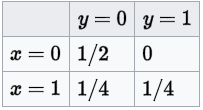 y = 0 y = 1
x = 0 1/2 0
x = 1 1/4 1/4